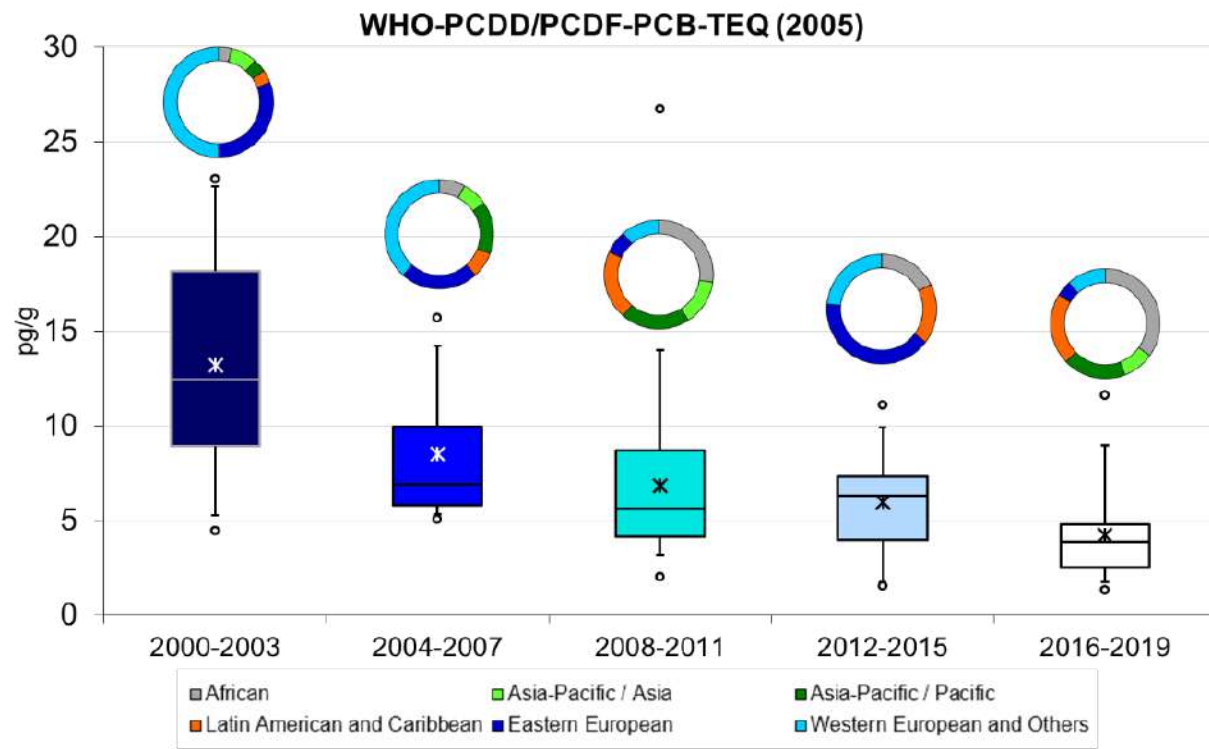 WHO-PCDD/PCDF-PCB-TEQ (2005)
30
25
20
15
10
5
0
pg/g
2000-2003 2004-2007 2008-2011 2012-2015 2016-2019
African Asia-Pacific / Asia Asia-Pacific / Pacific
Latin American and Caribbean Eastern European Western European and Others